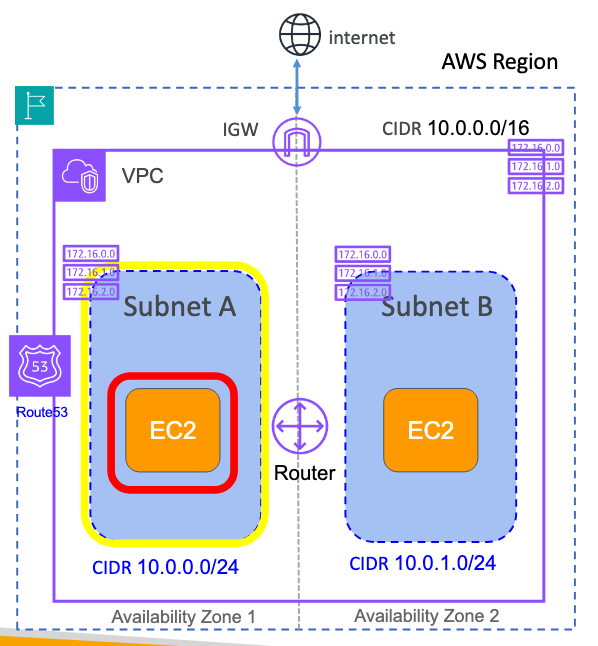 internet
AWS Region
IGW
CIDR 10.0.0.0/16
172.16.0.0
172.16.1.0
172.16.2.0
VPC
172.16.0.0
172.16.1.0
172.16.2.0
172.16.0.0
172.16.1.0
172.16.2.0
Subnet A
Subnet B
53
Route53
EC2
EC2
Router
CIDR 10.0.0.0/24
CIDR 10.0.1.0/24
Availability Zone 1
Availability Zone 2